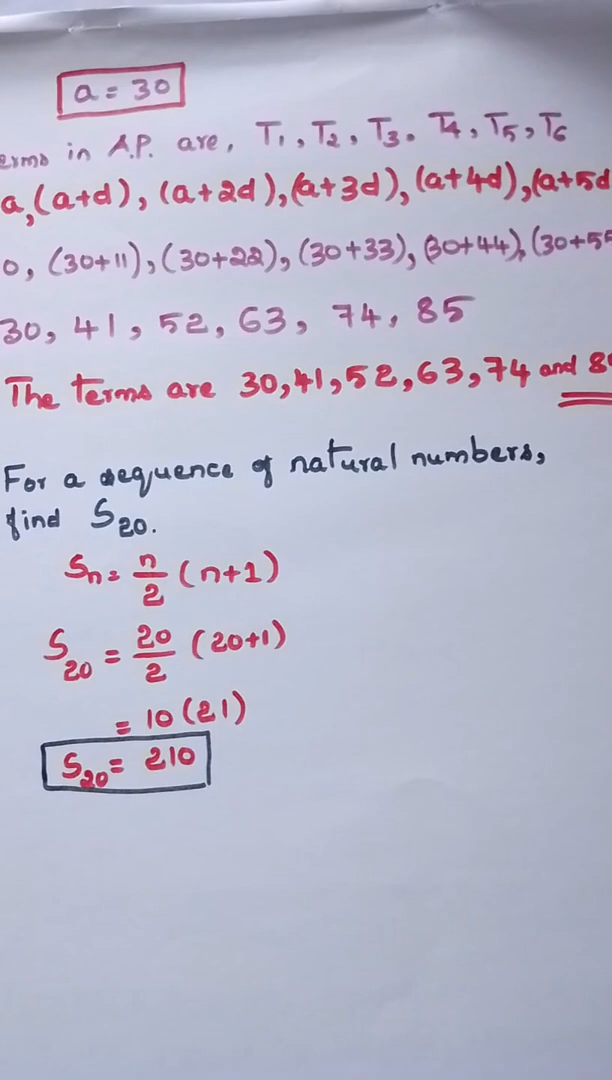 a = 30
erms in A.P. are, T1, T2, T3, T4, T5, T6
a, (a+d), (a+2d), (a+3d), (a+4d), (a+5d
0, (30+11), (30+22), (30+33), (30+44), (30+55
30, 41, 52, 63, 74, 85
The terms are 30, 41, 52, 63, 74 and 8
For a sequence of natural numbers,
find S20.
Sn = n/2 (n+1)
S20 = 20/2 (20+1)
= 10 (21)
S20 = 210